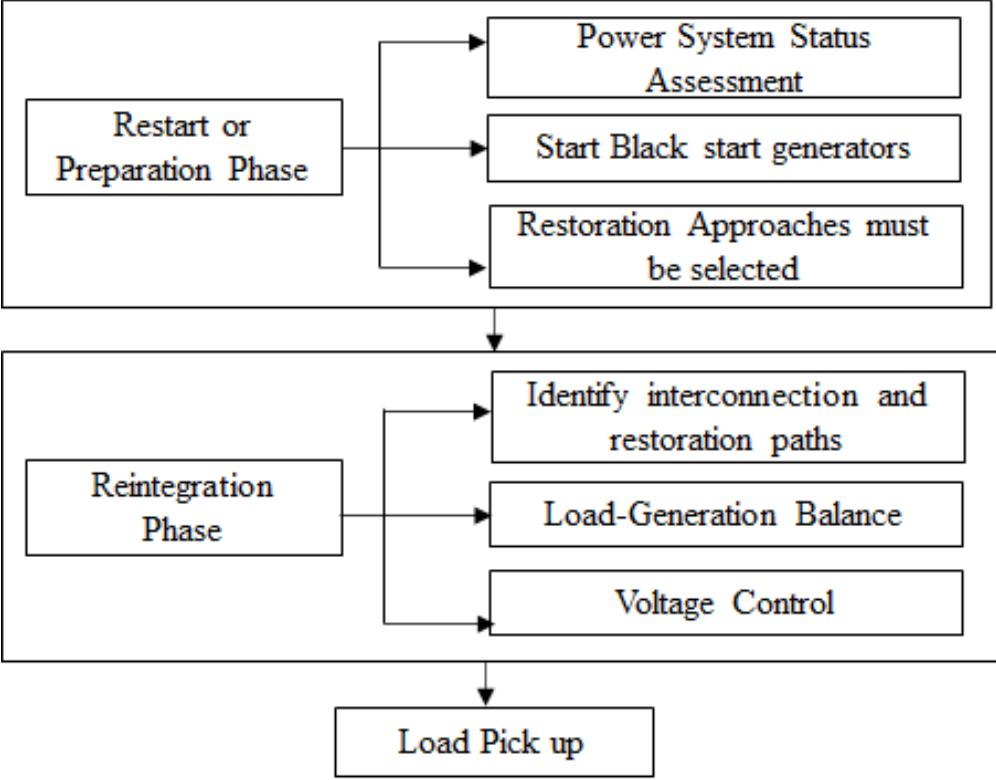 Power System Status
Assessment
Restart or
Preparation Phase
Start Black start generators
Restoration Approaches must
be selected
Identify interconnection and
restoration paths
Reintegration
Phase
Load-Generation Balance
Voltage Control
Load Pick up